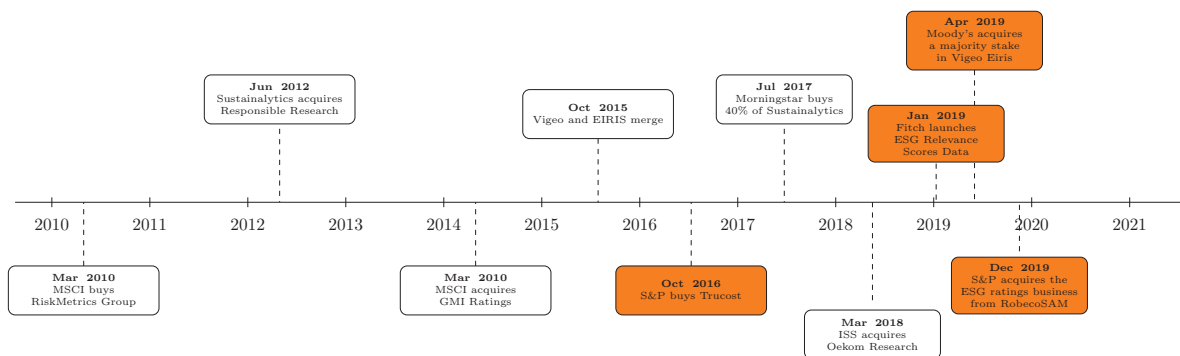 Apr 2019
Moody's acquires
a majority stake
in Vigeo Eiris
Jun 2012
Sustainalytics acquires
Responsible Research
Oct 2015
Vigeo and EIRIS merge
Jul 2017
Morningstar buys
40% of Sustainalytics
Jan 2019
Fitch launches
ESG Relevance
Scores Data
2010 2011 2012 2013 2014 2015 2016 2017 2018 2019 2020 2021
Mar 2010
MSCI buys
RiskMetrics Group
Mar 2010
MSCI acquires
GMI Ratings
Oct 2016
S&P buys Trucost
Mar 2018
ISS acquires
Oekom Research
Dec 2019
S&P acquires the
ESG ratings business
from RobecoSAM